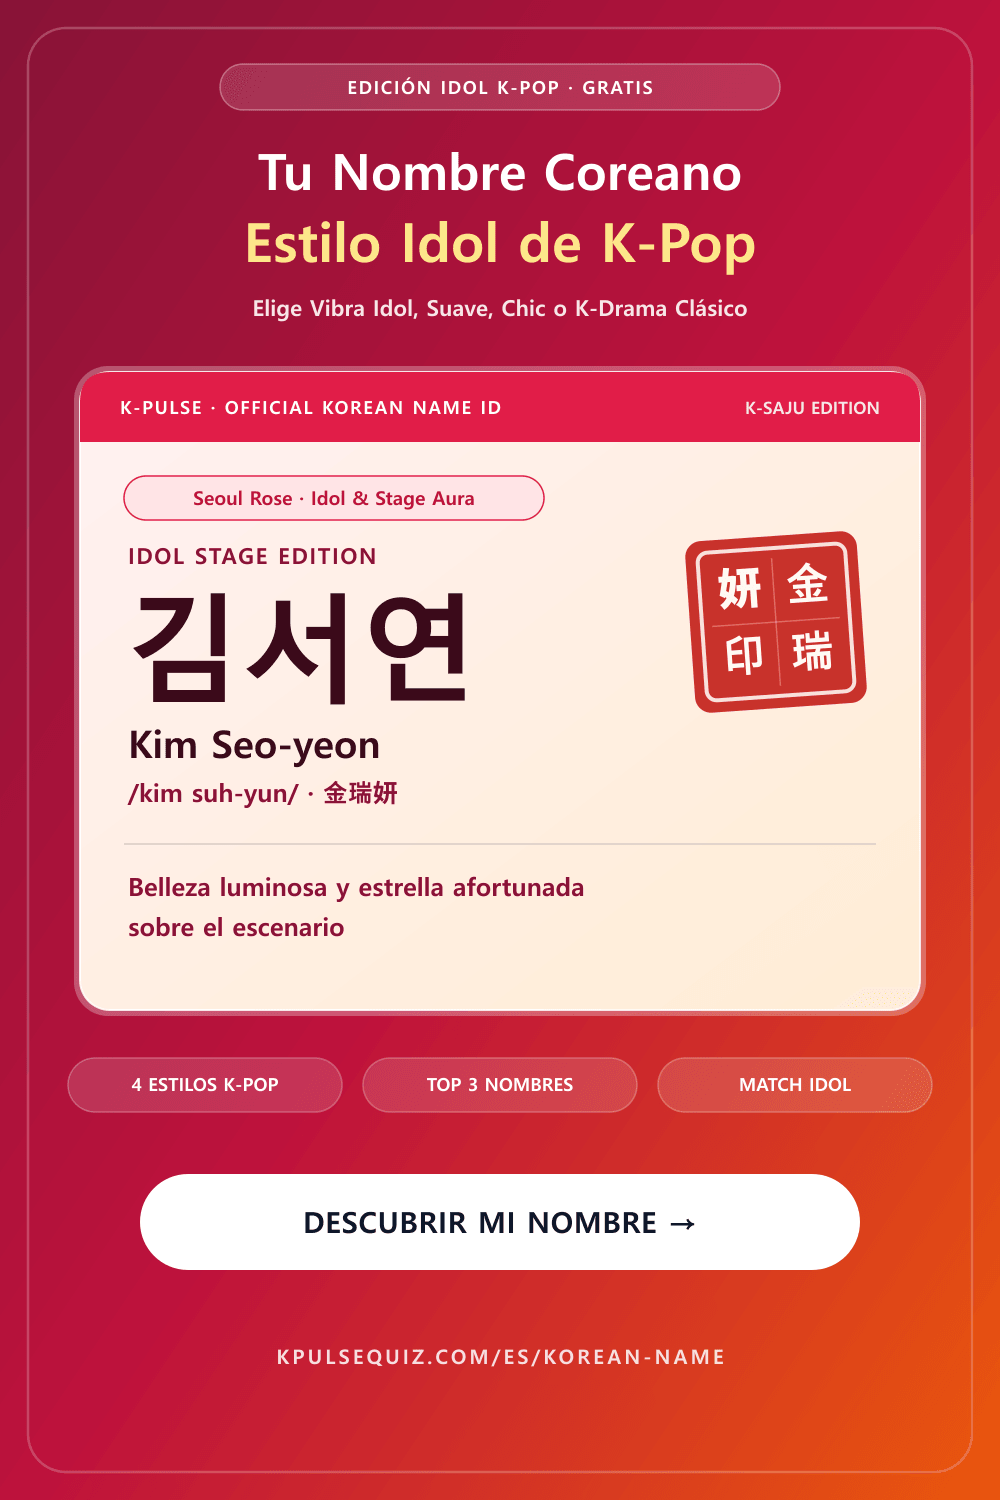 EDICIÓN IDOL K-POP · GRATIS
Tu Nombre Coreano
Estilo Idol de K-Pop
Elige Vibra Idol, Suave, Chic o K-Drama Clásico
K-PULSE · OFFICIAL KOREAN NAME ID
K-SAJU EDITION
Seoul Rose · Idol & Stage Aura
IDOL STAGE EDITION
김서연
妍 金
印 瑞
Kim Seo-yeon
/kim suh-yun/ · 金瑞妍
Belleza luminosa y estrella afortunada
sobre el escenario
4 ESTILOS K-POP
TOP 3 NOMBRES
MATCH IDOL
DESCUBRIR MI NOMBRE →
KPULSEQUIZ.COM/ES/KOREAN-NAME